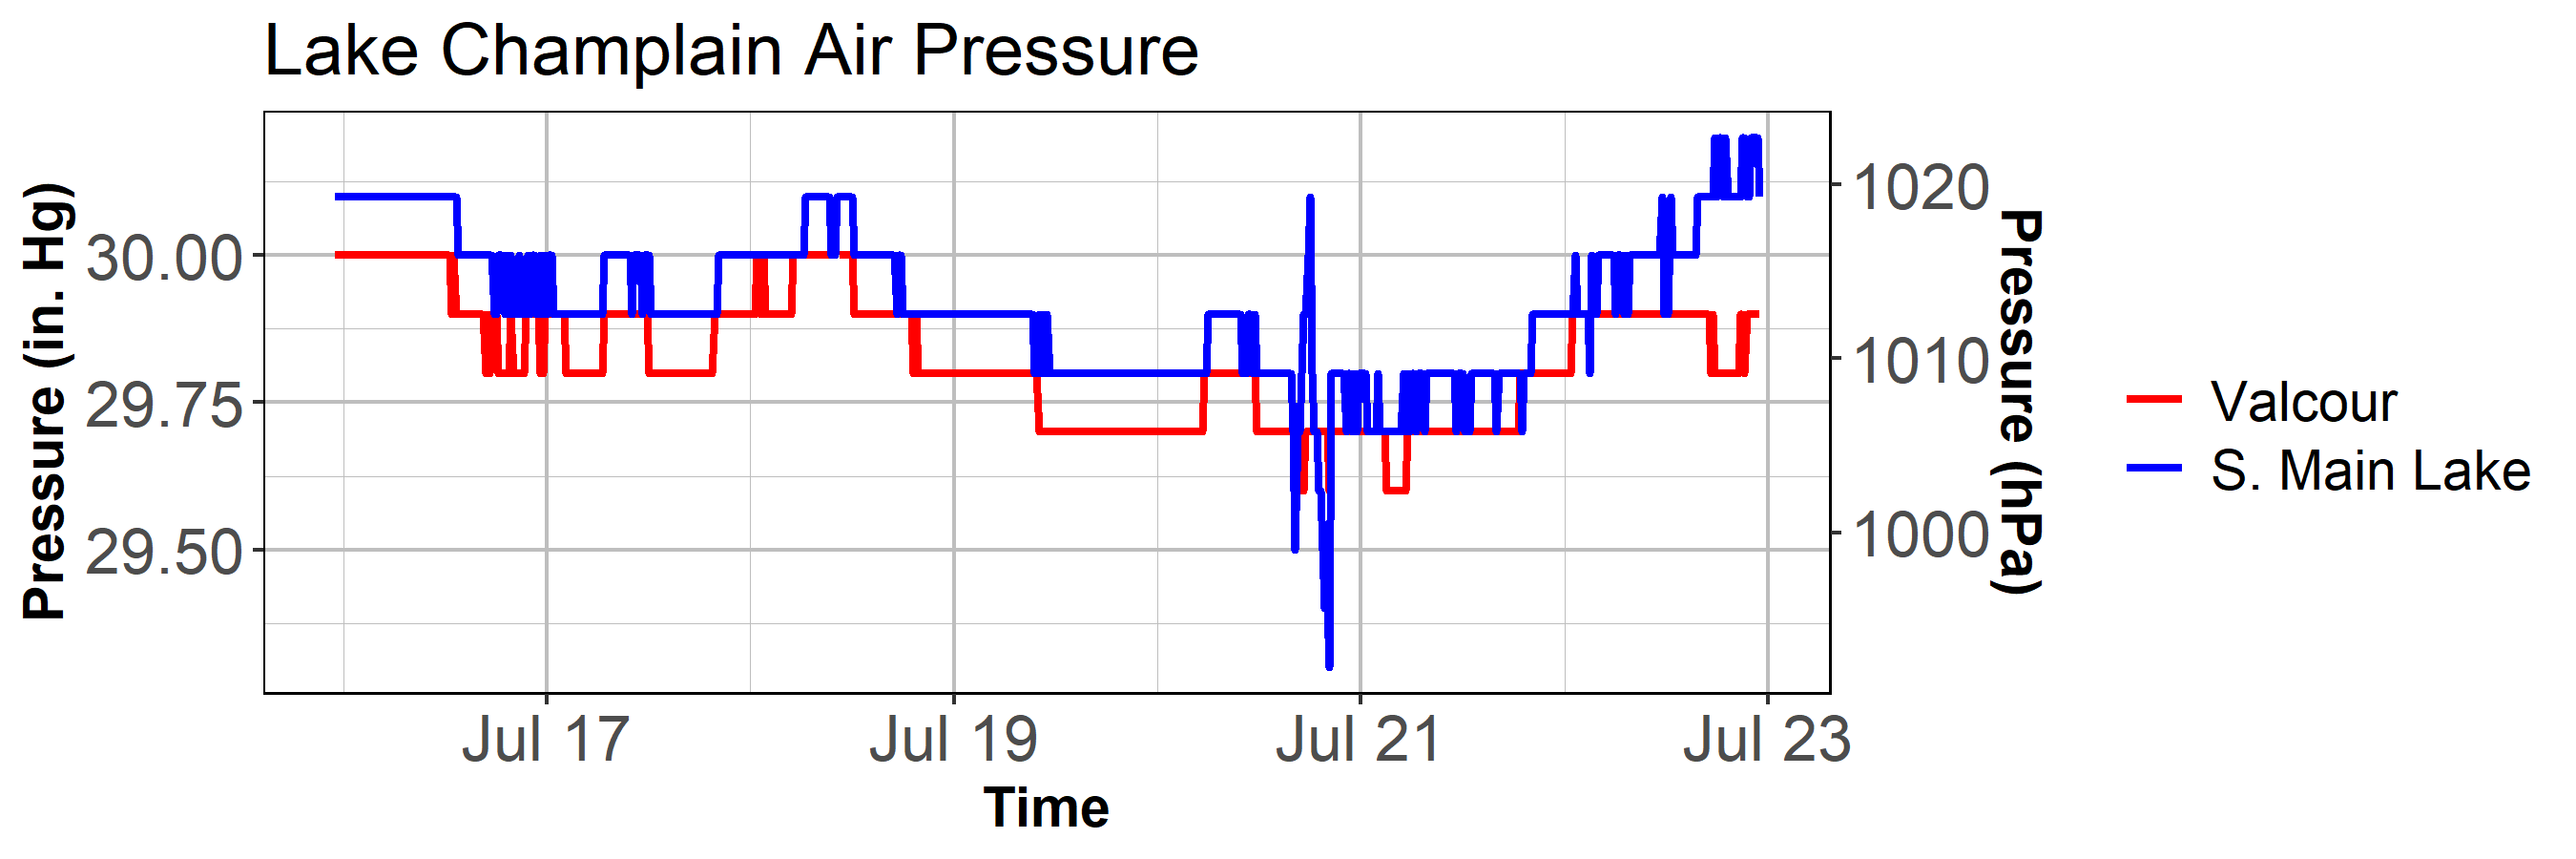 Lake Champlain Air Pressure
Pressure (in. Hg)
30.00
29.75
29.50
1020
1010
1000
Pressure (hPa)
Jul 17
Jul 19
Jul 21
Jul 23
Time
Valcour
S. Main Lake